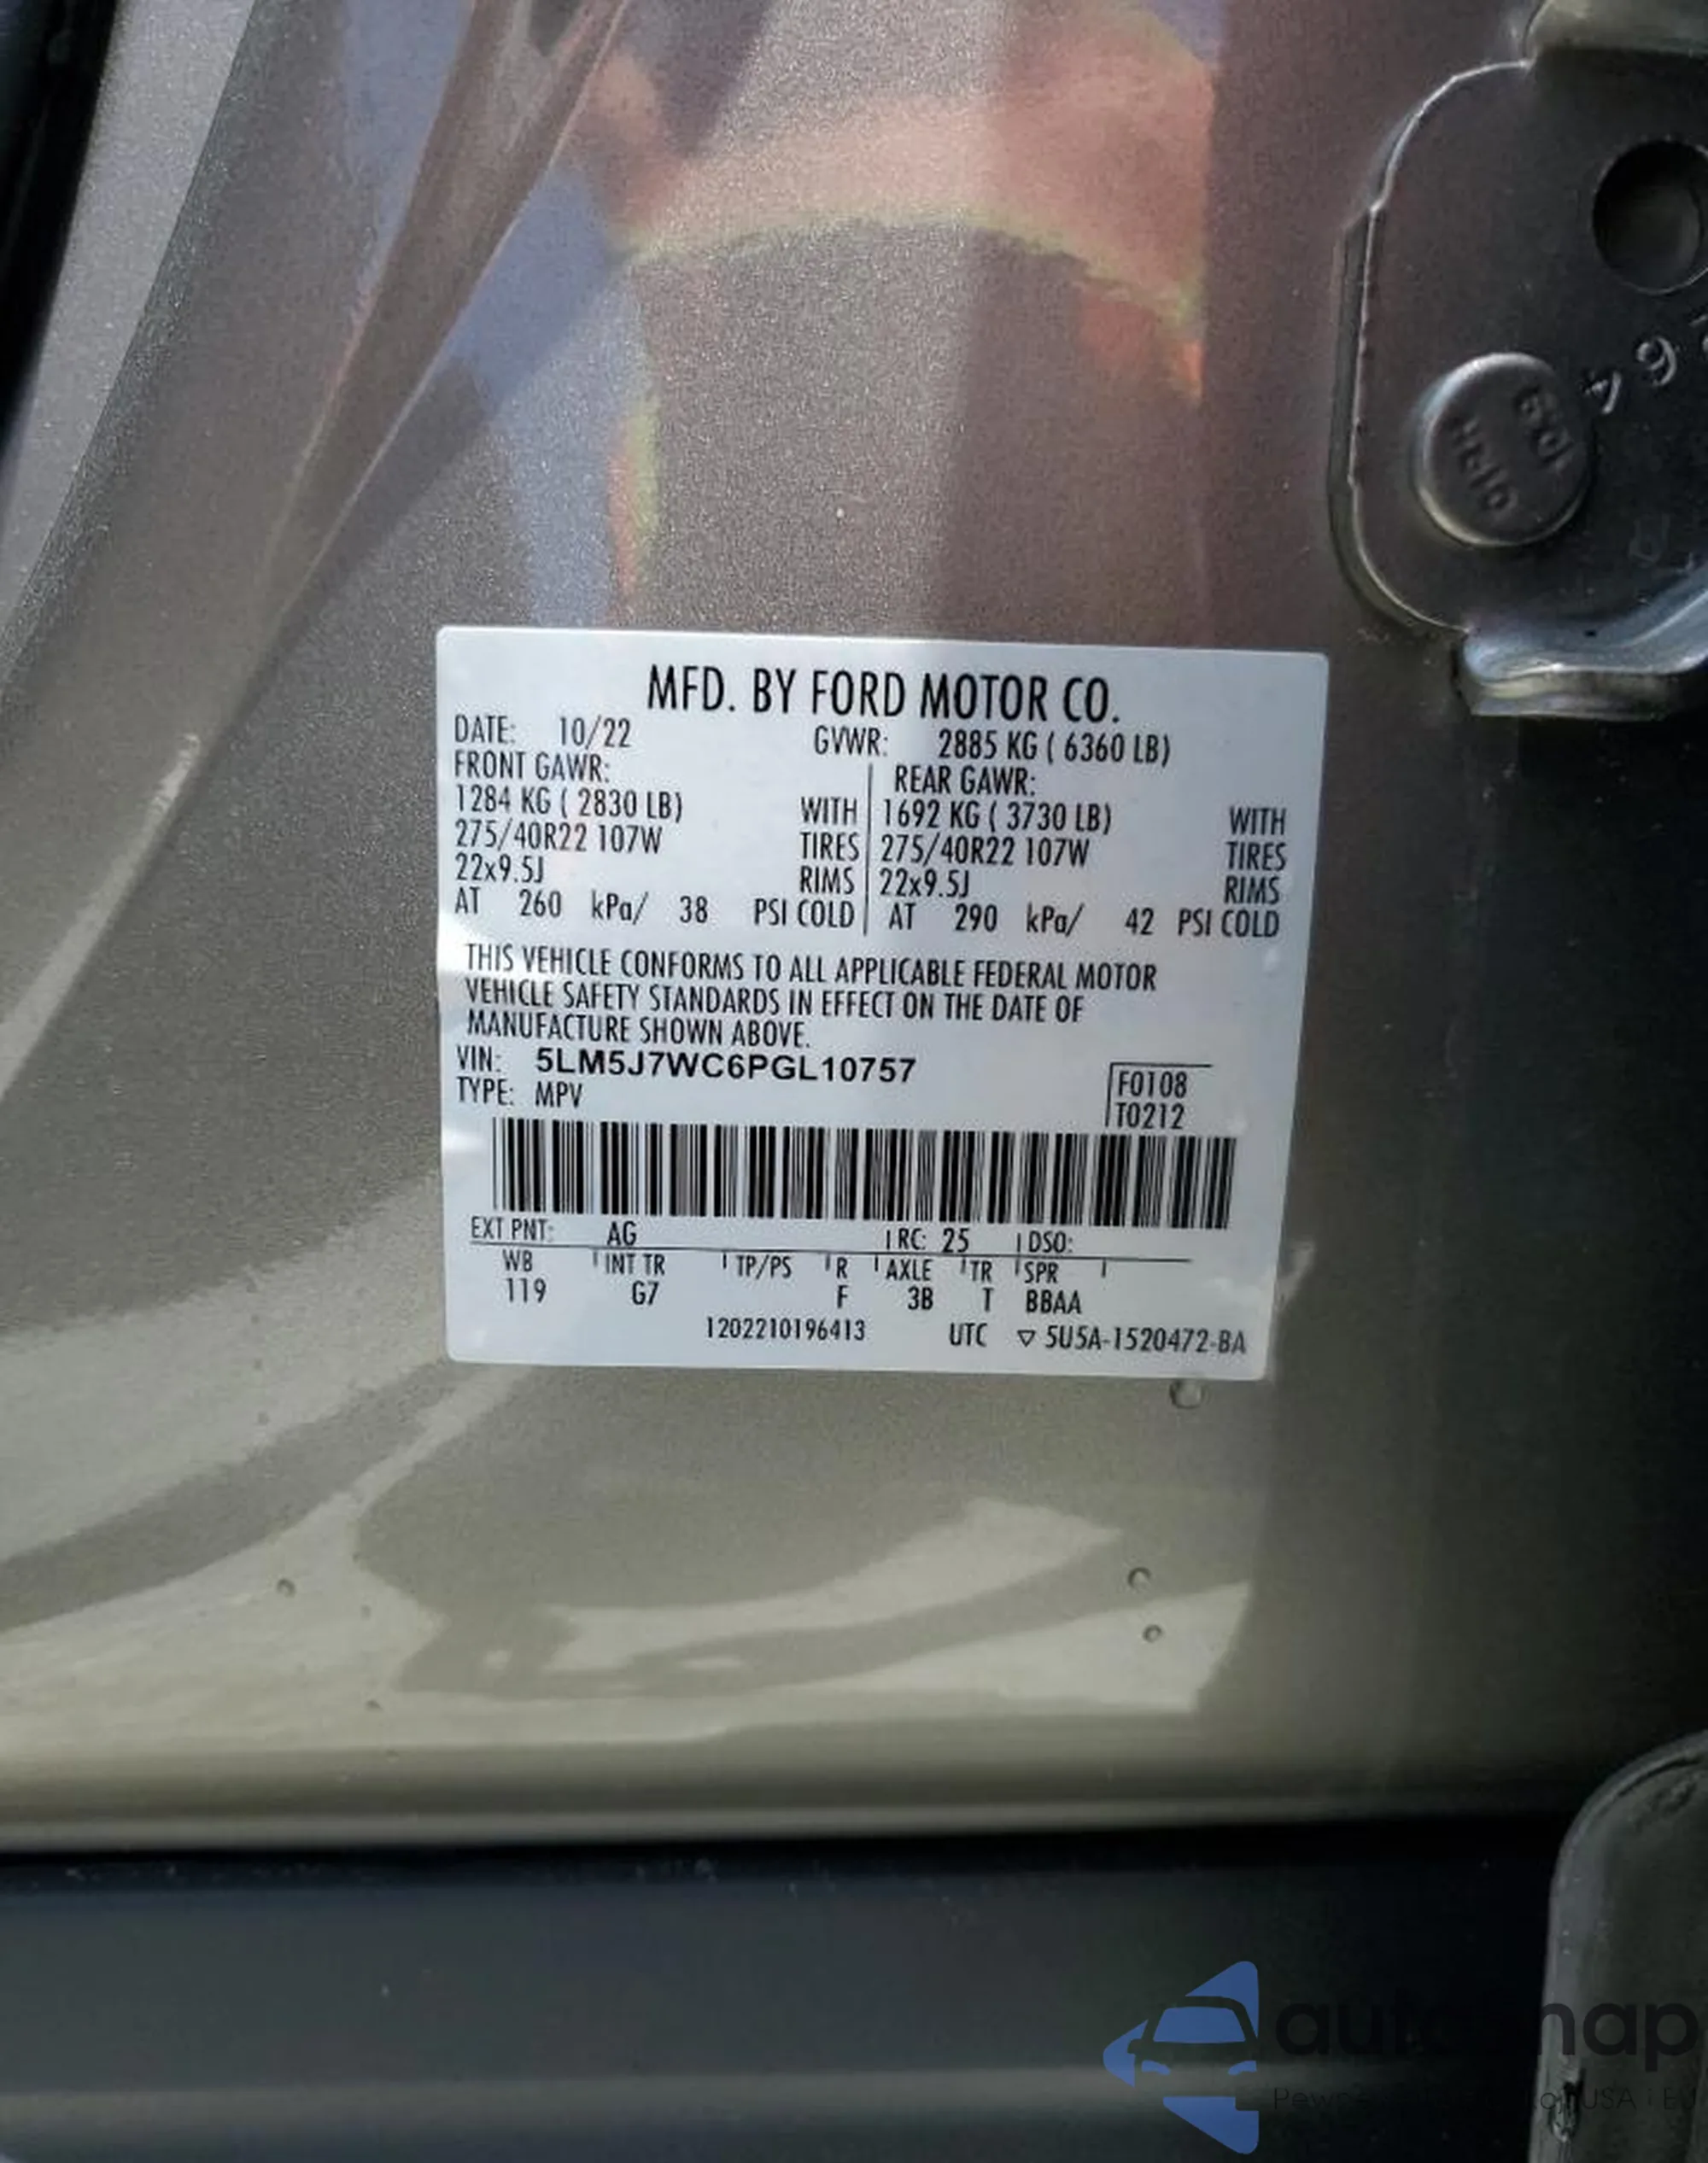 64
MFD. BY FORD MOTOR CO.
DATE: 10/22 GVWR: 2885 KG ( 6360 LB)
FRONT GAWR: REAR GAWR:
1284 KG ( 2830 LB) WITH 1692 KG ( 3730 LB) WITH
275/40R22 107W TIRES 275/40R22 107W TIRES
22x9.5J RIMS 22x9.5J RIMS
AT 260 kPa/ 38 PSI COLD AT 290 kPa/ 42 PSI COLD
THIS VEHICLE CONFORMS TO ALL APPLICABLE FEDERAL MOTOR
VEHICLE SAFETY STANDARDS IN EFFECT ON THE DATE OF
MANUFACTURE SHOWN ABOVE.
VIN: 5LM5J7WC6PGL10757
TYPE: MPV
F0108
T0212
EXT PNT: AG RC: 25 DSO:
WB INT TR TP/PS R AXLE TR SPR
119 G7 F 3B T BBAA
1202210196413 UTC ▽ 5U5A-1520472-BA
USA i EU